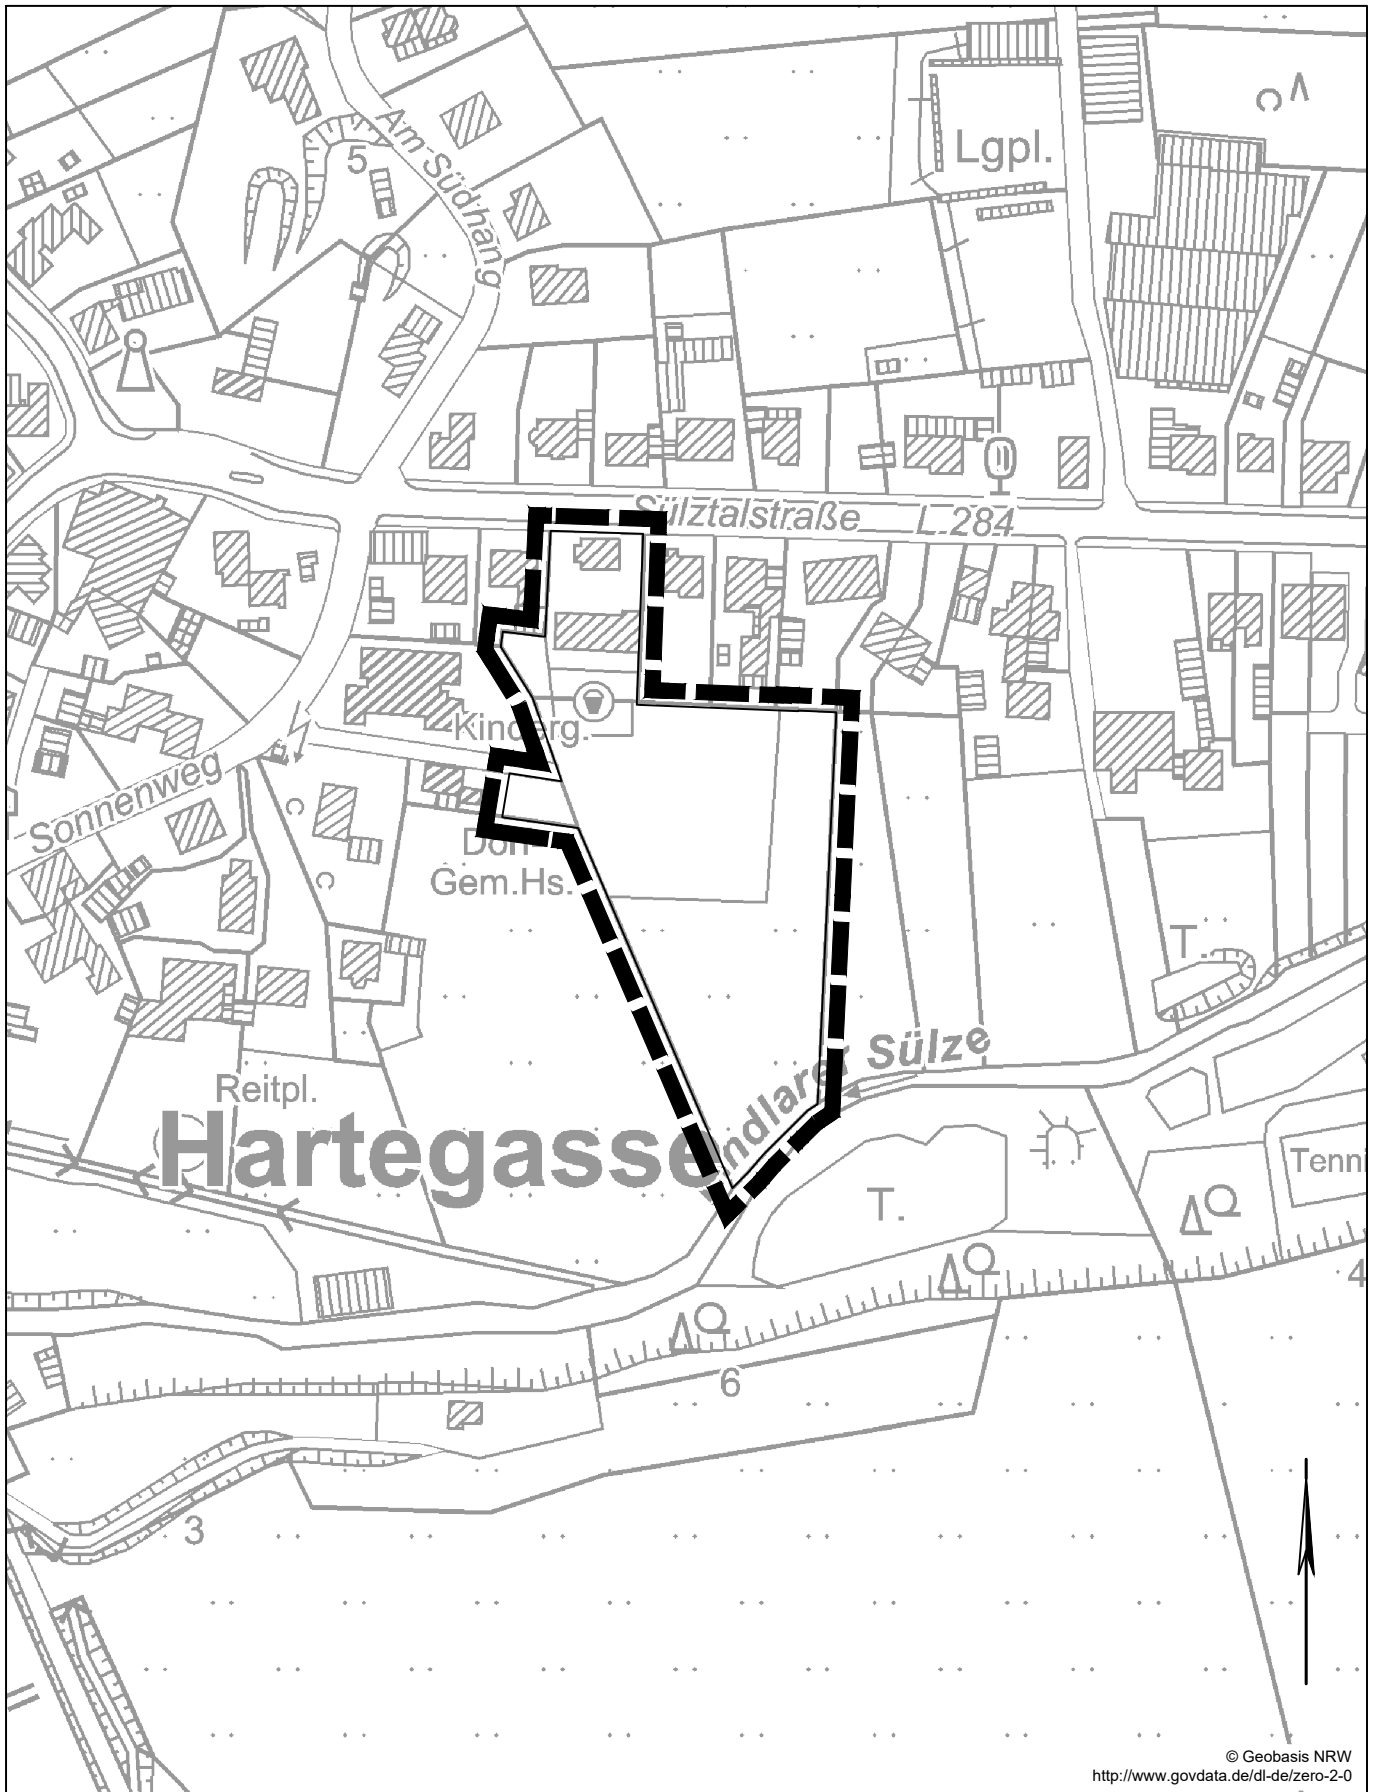 Lgpl.
5
Am Südhang
Sülztalstraße L 284
Kinderg.
Sonnenweg
Gem.Hs.
T.
Sülze
Reitpl.
Hartegasse
Tenni
T.
4
6
3
© Geobasis NRW
http://www.govdata.de/dl-de/zero-2-0